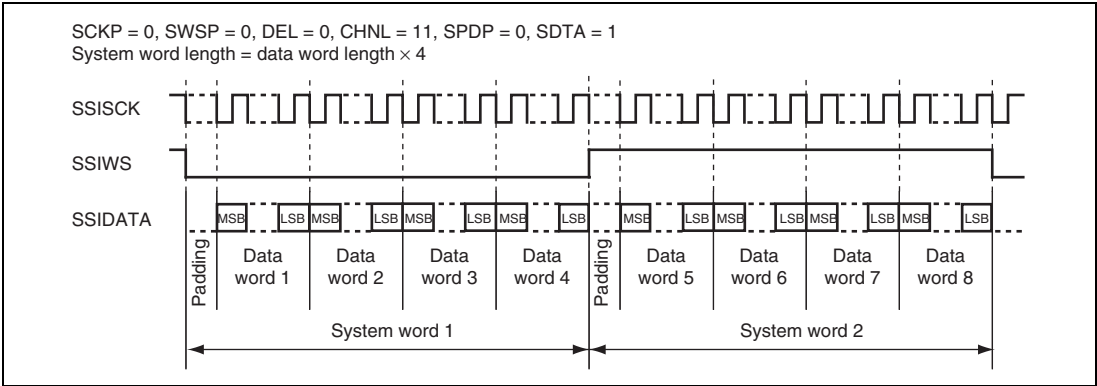 SCKP = 0, SWSP = 0, DEL = 0, CHNL = 11, SPDP = 0, SDTA = 1
System word length = data word length × 4
SSISCK
SSIWS
SSIDATA
MSB LSB MSB LSB MSB LSB MSB LSB MSB LSB MSB LSB MSB LSB MSB LSB
Padding
Data word 1
Data word 2
Data word 3
Data word 4
Padding
Data word 5
Data word 6
Data word 7
Data word 8
System word 1
System word 2